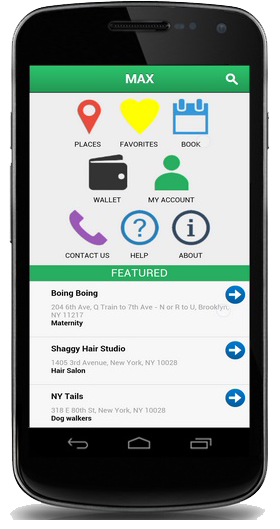 MAX
PLACES FAVORITES BOOK
WALLET MY ACCOUNT
CONTACT US HELP ABOUT
FEATURED
Boing Boing
204 6th Ave, Q Train to 7th Ave - N or R to U, Brooklyn,
NY 11217
Maternity
Shaggy Hair Studio
1405 3rd Avenue, New York, NY 10028
Hair Salon
NY Tails
318 E 80th St, New York, NY 10028
Dog walkers